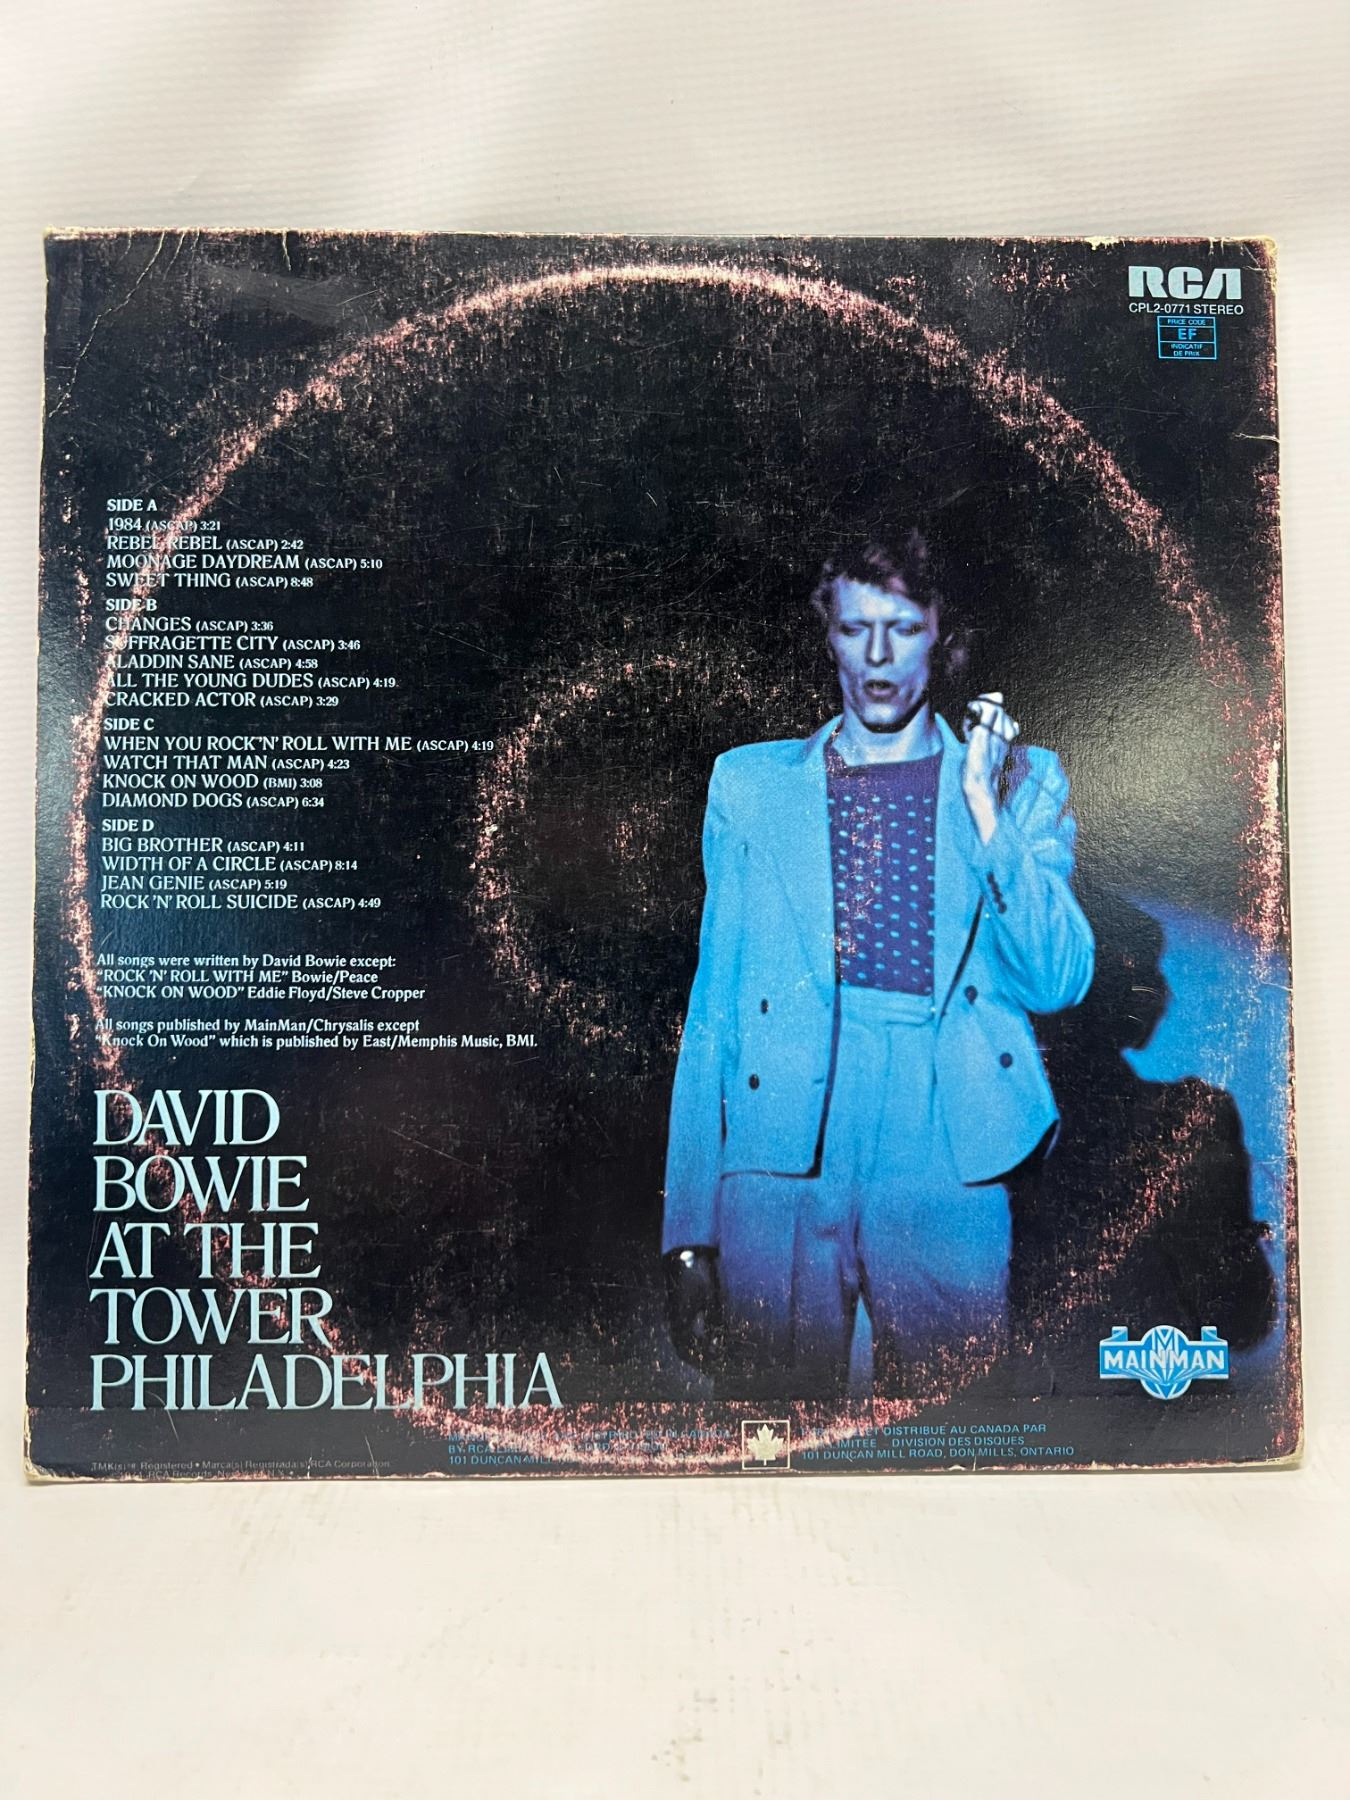 RCA
CPL2-0771 STEREO
PRICE CODE
EF
INDICATIF
DE PRIX
SIDE A
1984 (ASCAP) 3:21
REBEL REBEL (ASCAP) 2:42
MOONAGE DAYDREAM (ASCAP) 5:10
SWEET THING (ASCAP) 8:48
SIDE B
CHANGES (ASCAP) 3:36
SUFFRAGETTE CITY (ASCAP) 3:46
ALADDIN SANE (ASCAP) 4:58
ALL THE YOUNG DUDES (ASCAP) 4:19
CRACKED ACTOR (ASCAP) 3:29
SIDE C
WHEN YOU ROCK 'N' ROLL WITH ME (ASCAP) 4:19
WATCH THAT MAN (ASCAP) 4:23
KNOCK ON WOOD (BMI) 3:08
DIAMOND DOGS (ASCAP) 6:34
SIDE D
BIG BROTHER (ASCAP) 4:11
WIDTH OF A CIRCLE (ASCAP) 8:14
JEAN GENIE (ASCAP) 5:19
ROCK 'N' ROLL SUICIDE (ASCAP) 4:49
All songs were written by David Bowie except:
"ROCK 'N' ROLL WITH ME" Bowie/Peace
"KNOCK ON WOOD" Eddie Floyd/Steve Cropper
All songs published by MainMan/Chrysalis except
"Knock On Wood" which is published by East/Memphis Music, BMI.
DAVID
BOWIE
AT THE
TOWER
PHILADELPHIA
MAINMAN
TMK(s)® Registered • Marca(s) Registrada(s) RCA Corporation
RCA Records
BY RCA
101 DUNCAN MILL
ET DISTRIBUÉ AU CANADA PAR
LIMITEE DIVISION DES DISQUES
101 DUNCAN MILL ROAD, DON MILLS, ONTARIO